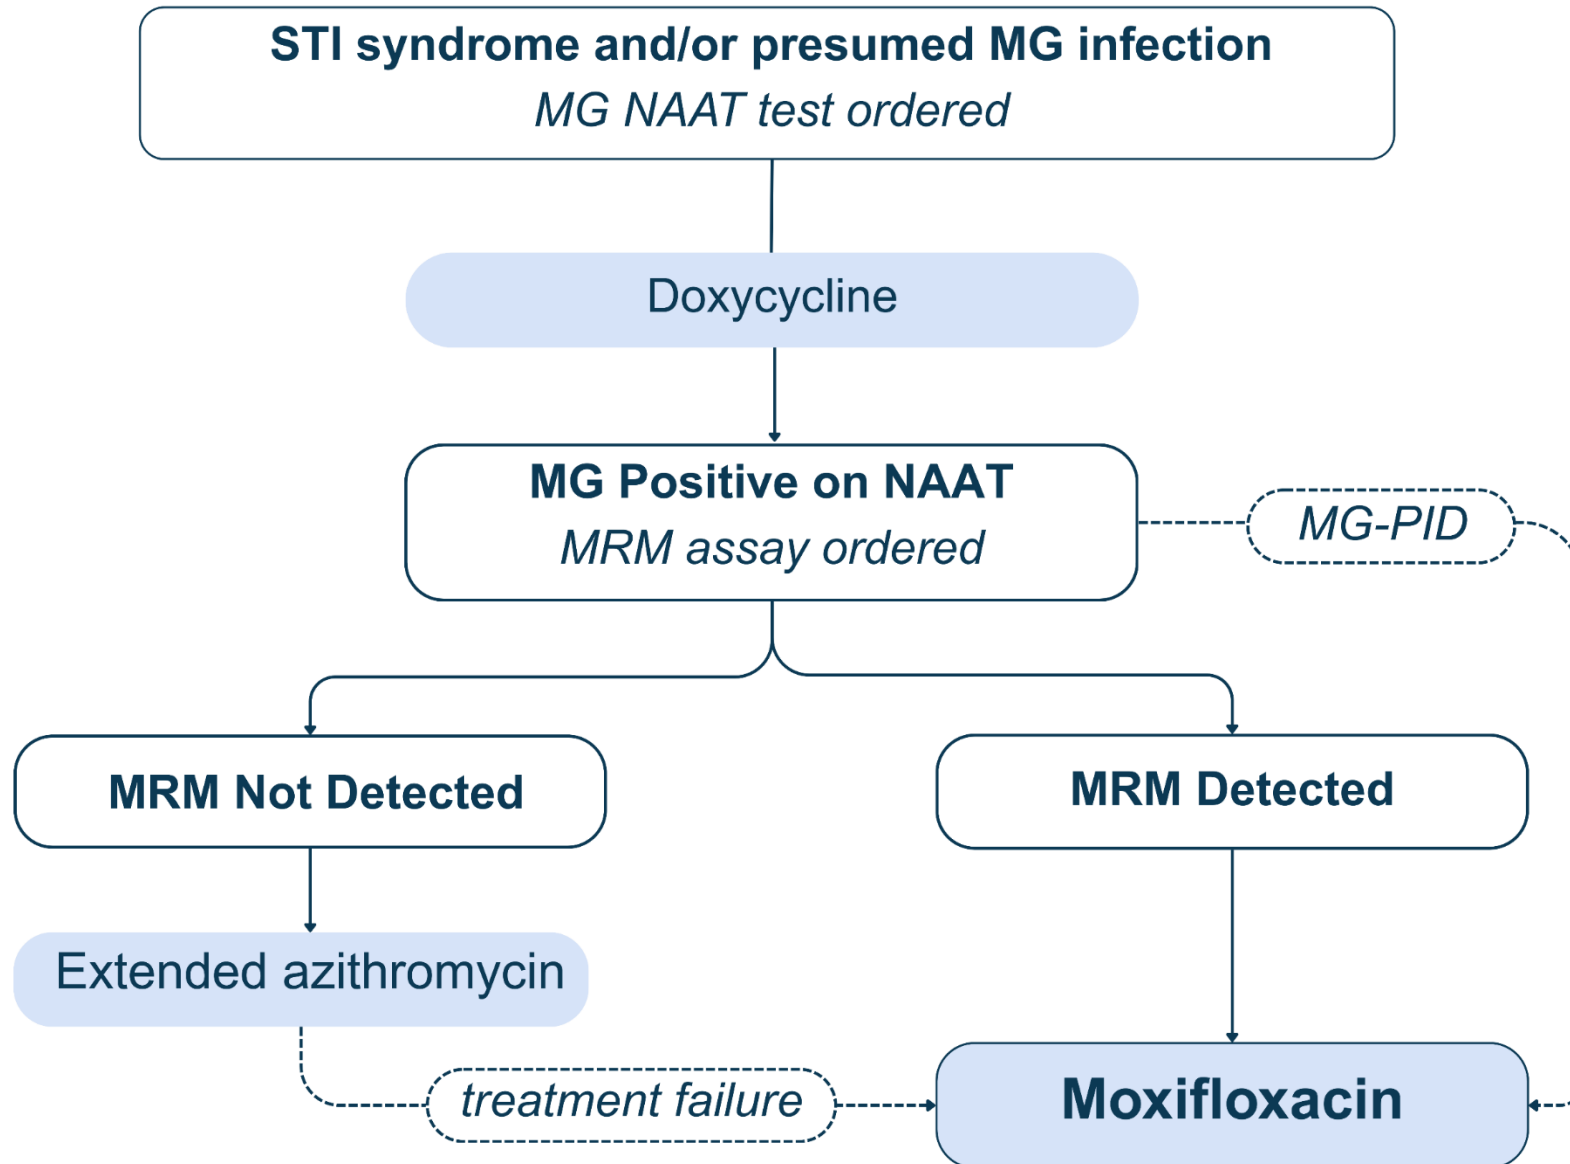 STI syndrome and/or presumed MG infection
MG NAAT test ordered
Doxycycline
MG Positive on NAAT
MRM assay ordered
MG-PID
MRM Not Detected
MRM Detected
Extended azithromycin
treatment failure
Moxifloxacin